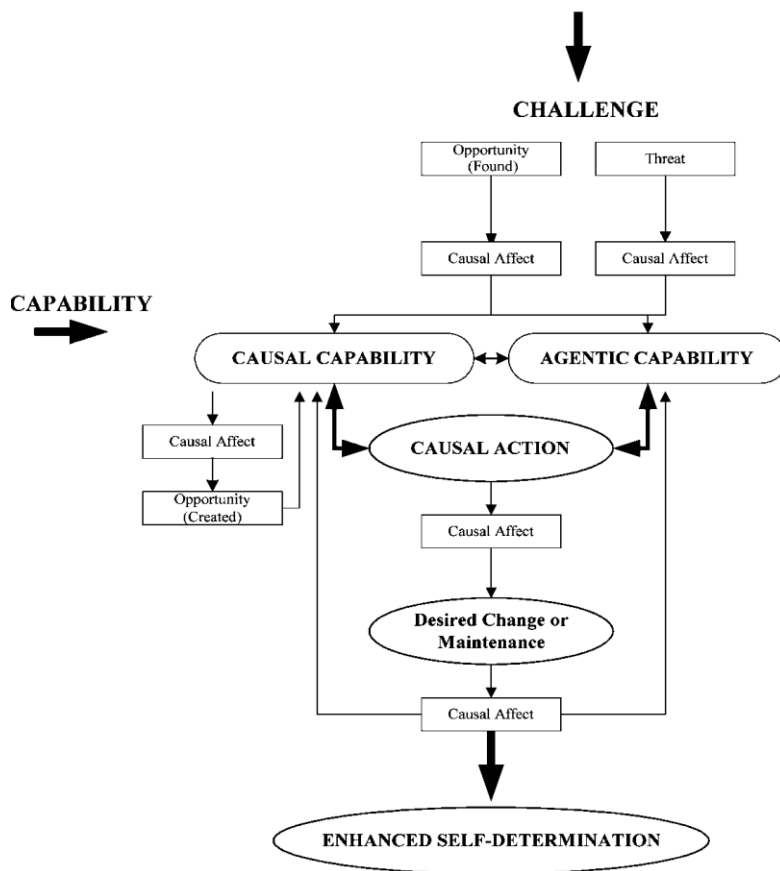 CHALLENGE
Opportunity
(Found)
Threat
Causal Affect
Causal Affect
CAPABILITY
CAUSAL CAPABILITY
AGENTIC CAPABILITY
Causal Affect
CAUSAL ACTION
Opportunity
(Created)
Causal Affect
Desired Change or
Maintenance
Causal Affect
ENHANCED SELF-DETERMINATION